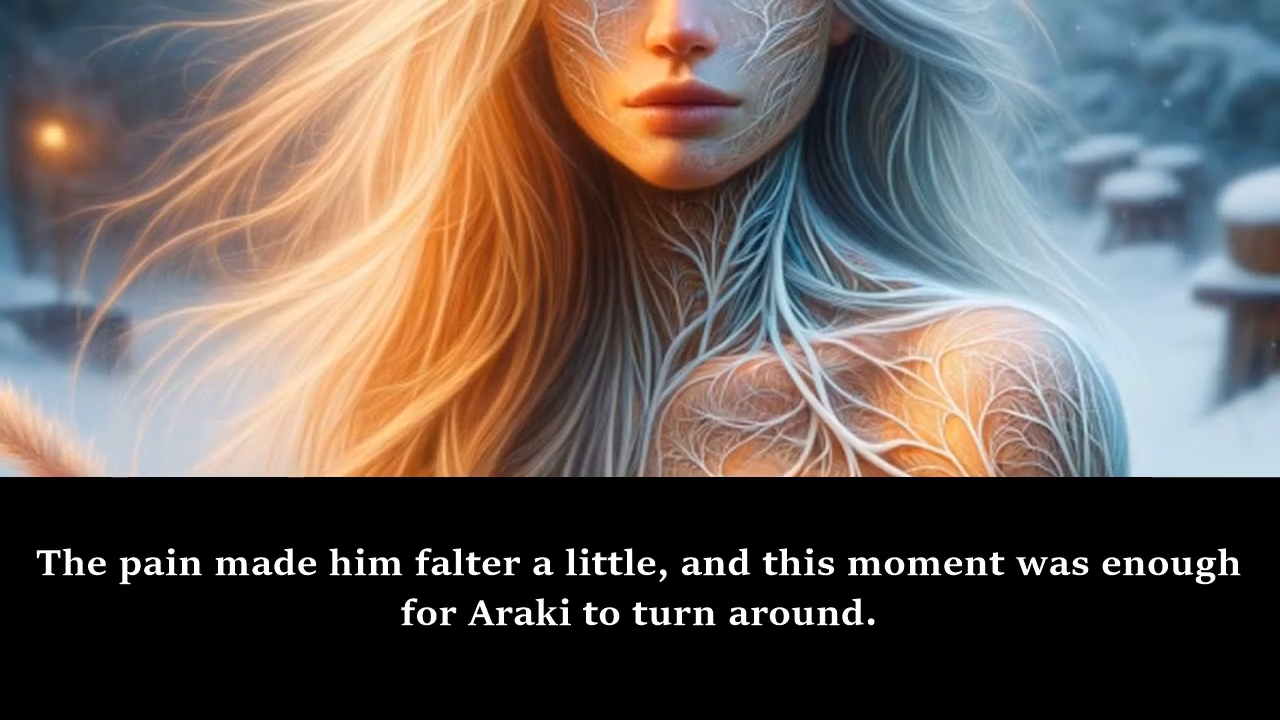 The pain made him falter a little, and this moment was enough
for Araki to turn around.